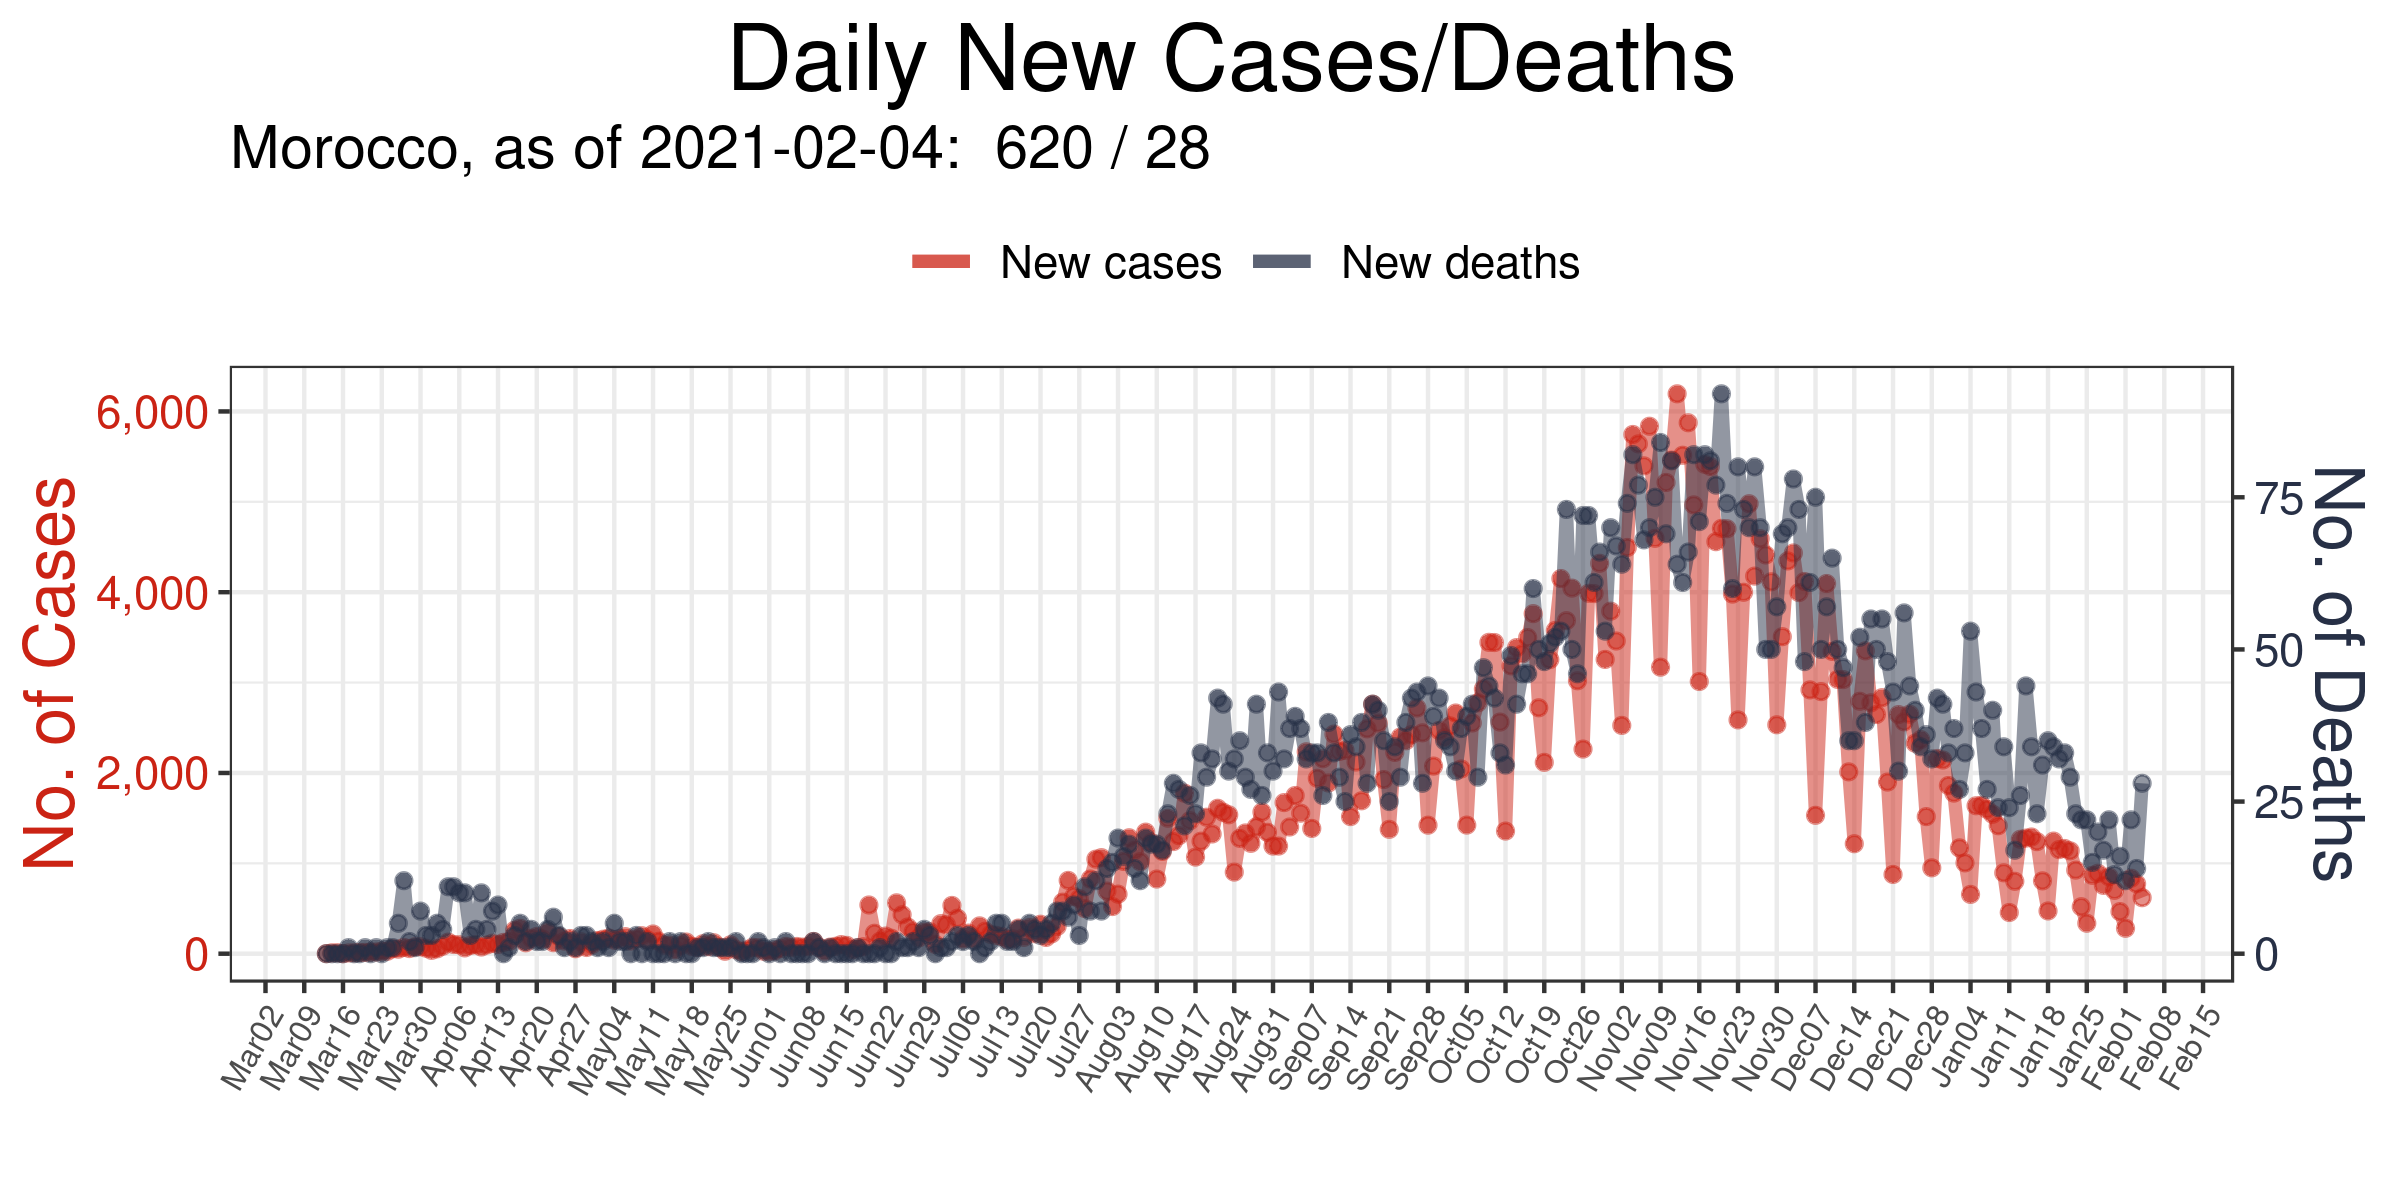 Daily New Cases/Deaths
Morocco, as of 2021-02-04: 620 / 28
New cases New deaths
No. of Cases
6,000
4,000
2,000
0
75
50
25
0
No. of Deaths
Mar02 Mar09 Mar16 Mar23 Mar30 Apr06 Apr13 Apr20 Apr27 May04 May11 May18 May25 Jun01 Jun08 Jun15 Jun22 Jun29 Jul06 Jul13 Jul20 Jul27 Aug03 Aug10 Aug17 Aug24 Aug31 Sep07 Sep14 Sep21 Sep28 Oct05 Oct12 Oct19 Oct26 Nov02 Nov09 Nov16 Nov23 Nov30 Dec07 Dec14 Dec21 Dec28 Jan04 Jan11 Jan18 Jan25 Feb01 Feb08 Feb15